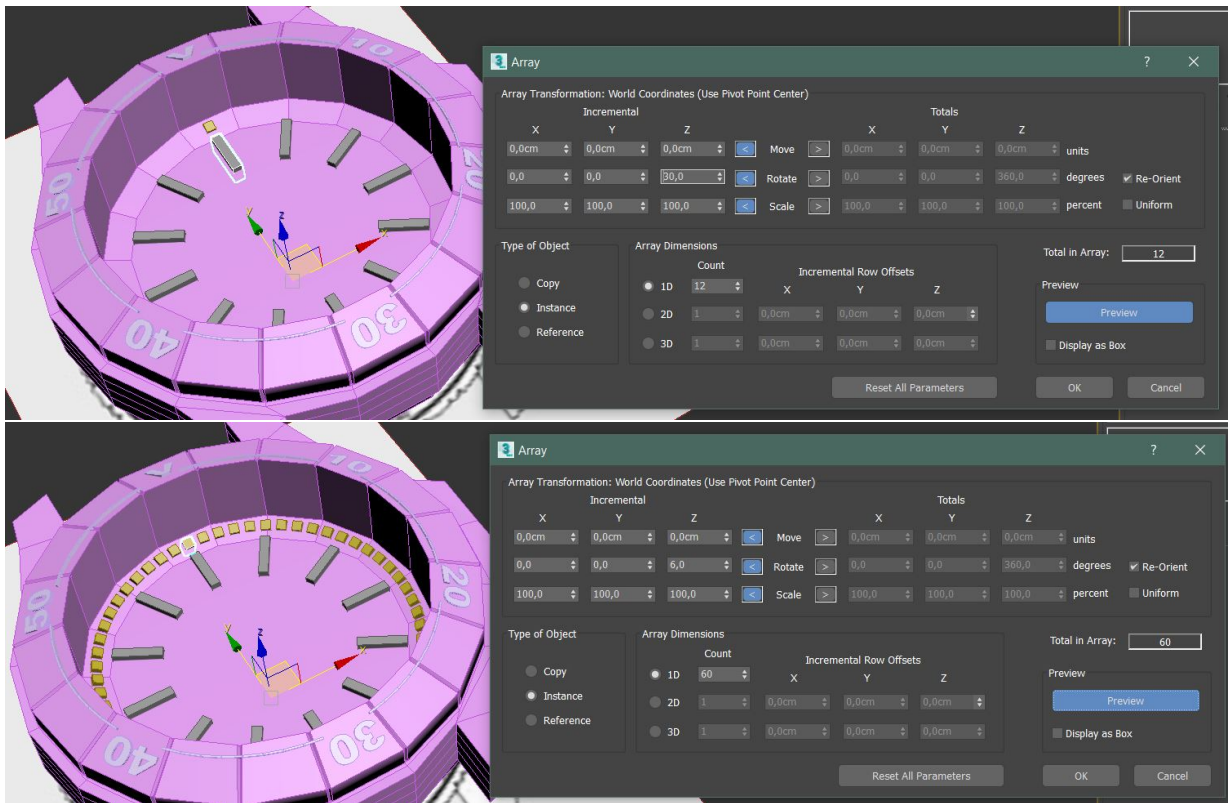 V
10
20
30
40
50
Y Z X
3 Array ? ✕
Array Transformation: World Coordinates (Use Pivot Point Center)
Incremental Totals
X Y Z X Y Z
0,0cm 0,0cm 0,0cm < Move > 0,0cm 0,0cm 0,0cm units
0,0 0,0 30,0 < Rotate > 0,0 0,0 360,0 degrees Re-Orient
100,0 100,0 100,0 < Scale > 100,0 100,0 100,0 percent Uniform
Type of Object Array Dimensions Total in Array: 12
Count Incremental Row Offsets
Copy 1D 12 X Y Z Preview
Instance 2D 1 0,0cm 0,0cm 0,0cm Preview
Reference 3D 1 0,0cm 0,0cm 0,0cm Display as Box
Reset All Parameters OK Cancel
V
10
20
30
40
50
Y Z X
3 Array ? ✕
Array Transformation: World Coordinates (Use Pivot Point Center)
Incremental Totals
X Y Z X Y Z
0,0cm 0,0cm 0,0cm < Move > 0,0cm 0,0cm 0,0cm units
0,0 0,0 6,0 < Rotate > 0,0 0,0 360,0 degrees Re-Orient
100,0 100,0 100,0 < Scale > 100,0 100,0 100,0 percent Uniform
Type of Object Array Dimensions Total in Array: 60
Count Incremental Row Offsets
Copy 1D 60 X Y Z Preview
Instance 2D 1 0,0cm 0,0cm 0,0cm Preview
Reference 3D 1 0,0cm 0,0cm 0,0cm Display as Box
Reset All Parameters OK Cancel